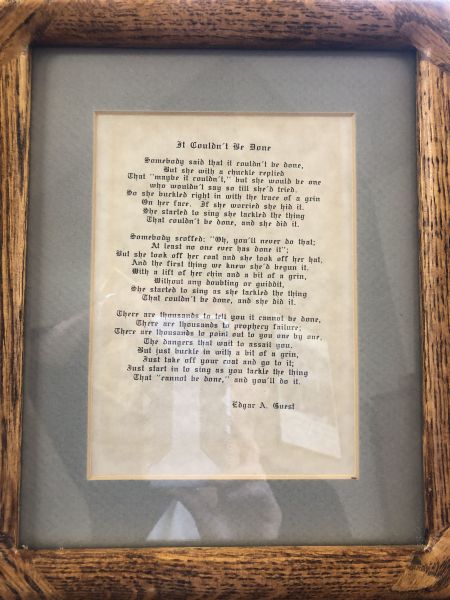 It Couldn't Be Done
Somebody said that it couldn't be done,
But she with a chuckle replied
That "maybe it couldn't," but she would be one
who wouldn't say so till she'd tried.
So she buckled right in with the trace of a grin
On her face. If she worried she hid it.
She started to sing she tackled the thing
That couldn't be done, and she did it.
Somebody scoffed: "Oh, you'll never do that;
At least no one ever has done it";
But she took off her coat and she took off her hat,
And the first thing we knew she'd begun it.
With a lift of her chin and a bit of a grin,
Without any doubting or quiddit,
She started to sing as she tackled the thing
That couldn't be done, and she did it.
There are thousands to tell you it cannot be done,
There are thousands to prophecy failure;
There are thousands to point out to you one by one,
The dangers that wait to assail you.
But just buckle in with a bit of a grin,
Just take off your coat and go to it;
Just start in to sing as you tackle the thing
That "cannot be done," and you'll do it.
Edgar A. Guest